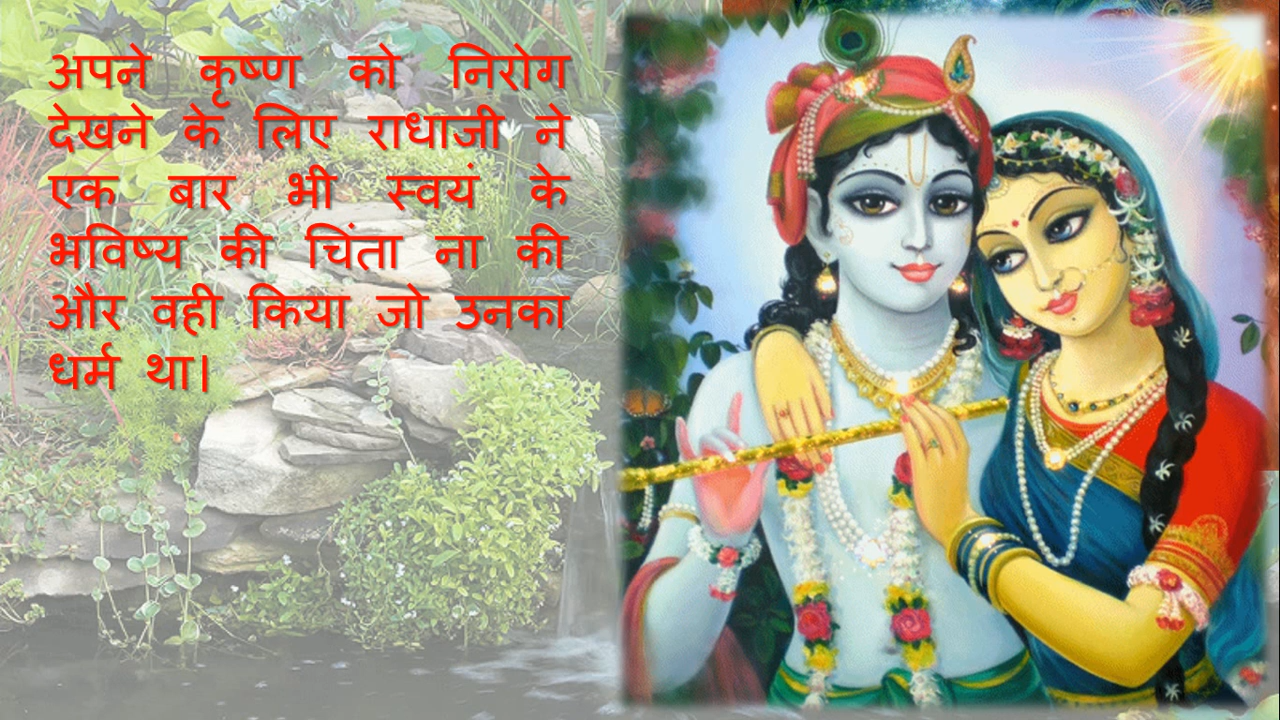 अपने कृष्ण को निरोग
देखने के लिए राधाजी ने
एक बार भी स्वयं के
भविष्य की चिंता ना की
और वही किया जो उनका
धर्म था।